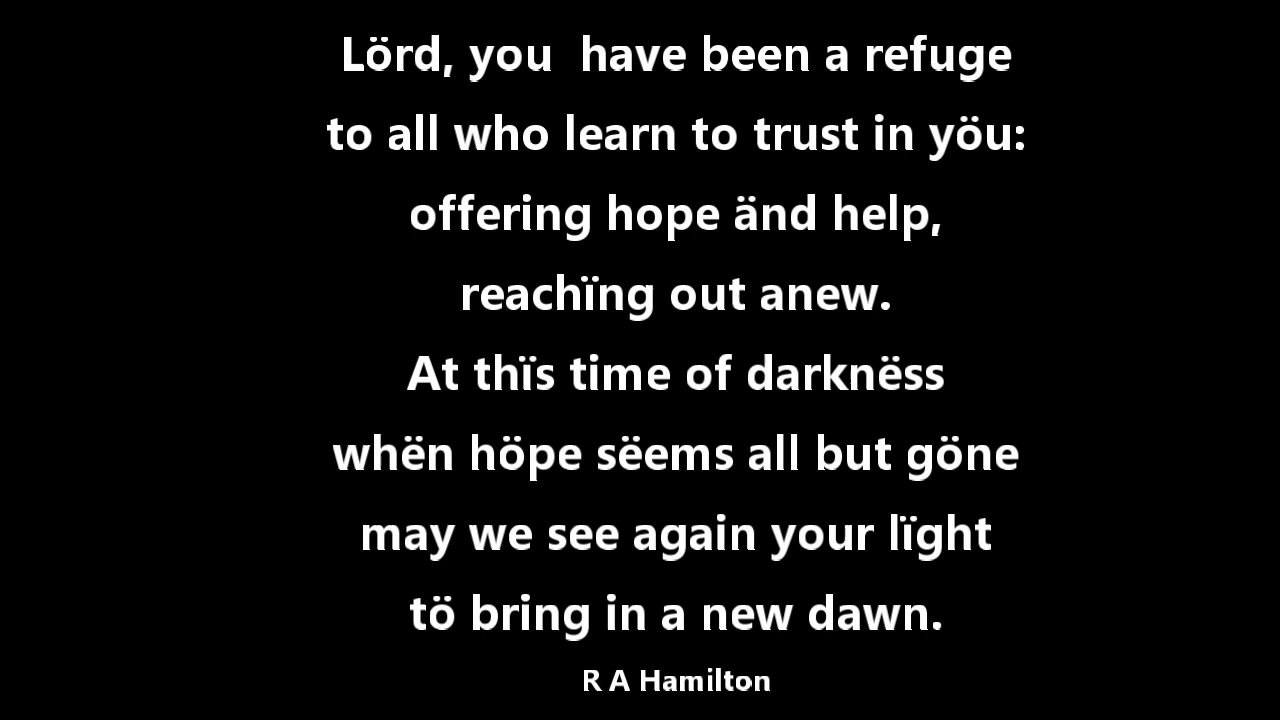 Lörd, you  have been a refuge
to all who learn to trust in yöu:
offering hope änd help,
reachïng out anew.
At thïs time of darknëss
whën höpe sëems all but göne
may we see again your lïght
tö bring in a new dawn.
R A Hamilton